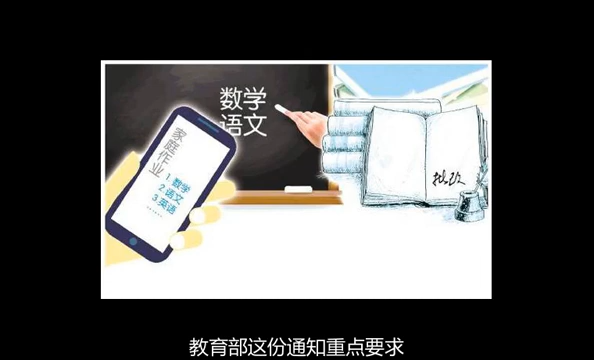 数学
语文
家庭作业
1.数学
2.语文
3.英语
......
批改
教育部这份通知重点要求